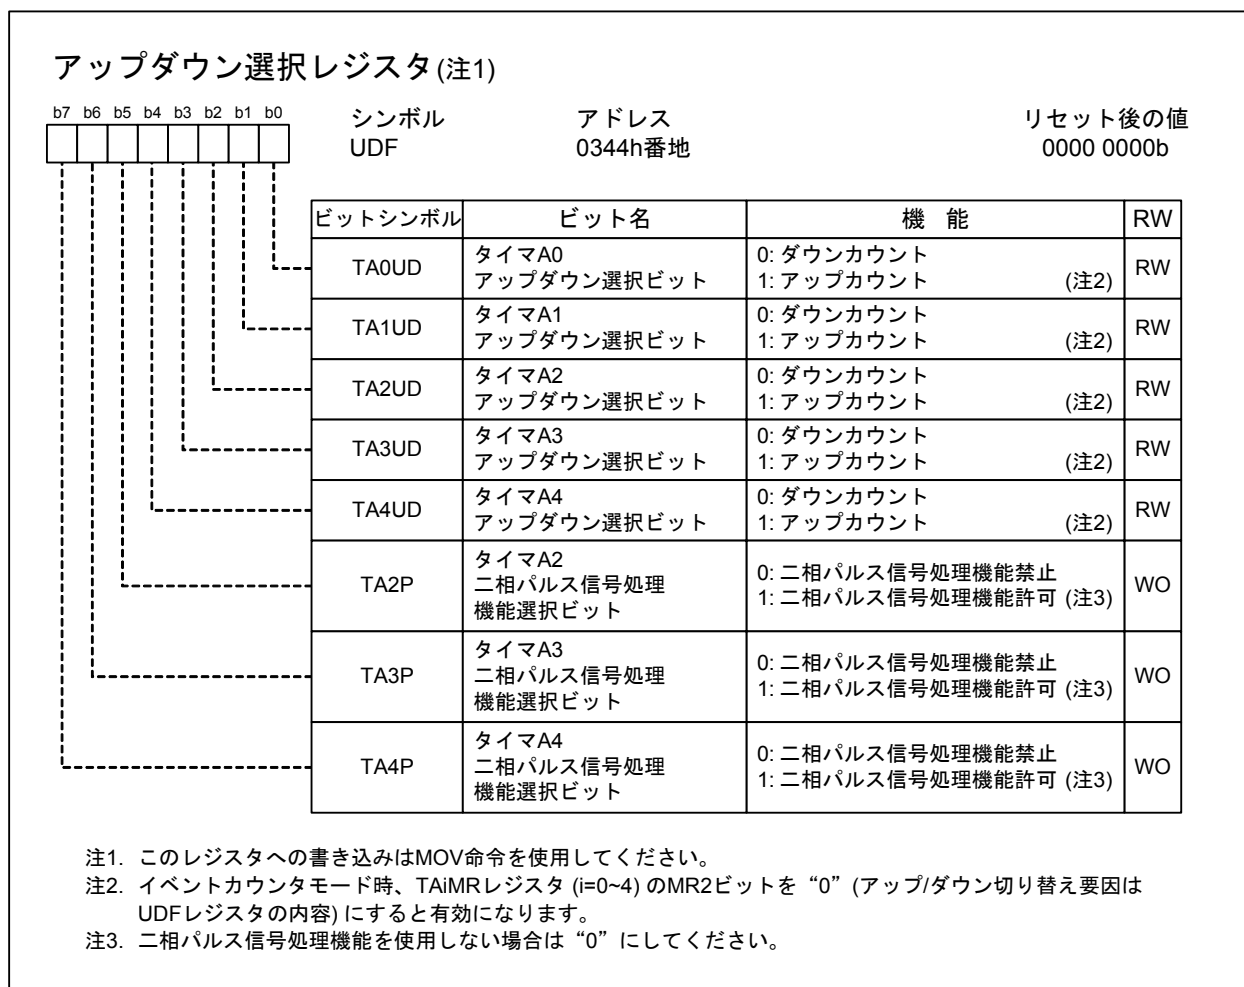 アップダウン選択レジスタ(注1)
b7 b6 b5 b4 b3 b2 b1 b0
シンボル アドレス リセット後の値
UDF 0344h番地 0000 0000b
ビットシンボル ビット名 機 能 RW
TA0UD タイマA0 アップダウン選択ビット 0: ダウンカウント 1: アップカウント (注2) RW
TA1UD タイマA1 アップダウン選択ビット 0: ダウンカウント 1: アップカウント (注2) RW
TA2UD タイマA2 アップダウン選択ビット 0: ダウンカウント 1: アップカウント (注2) RW
TA3UD タイマA3 アップダウン選択ビット 0: ダウンカウント 1: アップカウント (注2) RW
TA4UD タイマA4 アップダウン選択ビット 0: ダウンカウント 1: アップカウント (注2) RW
TA2P タイマA2 二相パルス信号処理 機能選択ビット 0: 二相パルス信号処理機能禁止 1: 二相パルス信号処理機能許可 (注3) WO
TA3P タイマA3 二相パルス信号処理 機能選択ビット 0: 二相パルス信号処理機能禁止 1: 二相パルス信号処理機能許可 (注3) WO
TA4P タイマA4 二相パルス信号処理 機能選択ビット 0: 二相パルス信号処理機能禁止 1: 二相パルス信号処理機能許可 (注3) WO
注1. このレジスタへの書き込みはMOV命令を使用してください。
注2. イベントカウンタモード時、TAiMRレジスタ (i=0~4) のMR2ビットを“0”(アップ/ダウン切り替え要因は
UDFレジスタの内容) にすると有効になります。
注3. 二相パルス信号処理機能を使用しない場合は“0”にしてください。